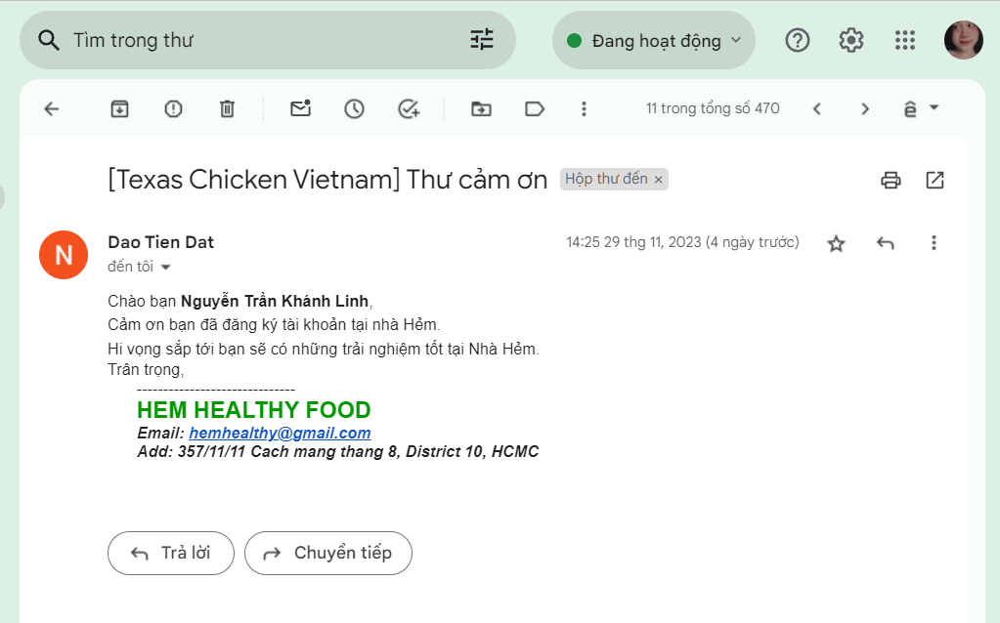 Tìm trong thư
Đang hoạt động
11 trong tổng số 470
[Texas Chicken Vietnam] Thư cảm ơn
Hộp thư đến ×
N
Dao Tien Dat
14:25 29 thg 11, 2023 (4 ngày trước)
đến tôi
Chào bạn Nguyễn Trần Khánh Linh,
Cảm ơn bạn đã đăng ký tài khoản tại nhà Hẻm.
Hi vọng sắp tới bạn sẽ có những trải nghiệm tốt tại Nhà Hẻm.
Trân trọng,
------------------------------
HEM HEALTHY FOOD
Email: hemhealthy@gmail.com
Add: 357/11/11 Cach mang thang 8, District 10, HCMC
Trả lời
Chuyển tiếp